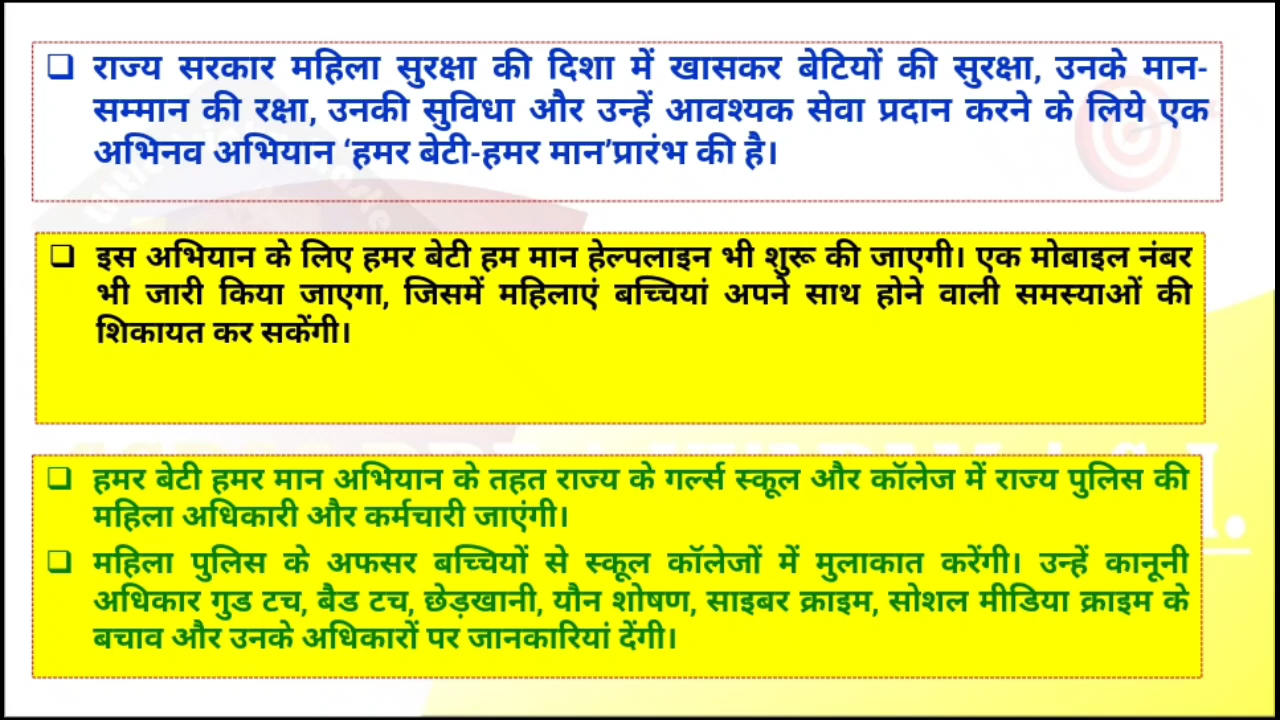 ❑ राज्य सरकार महिला सुरक्षा की दिशा में खासकर बेटियों की सुरक्षा, उनके मान-
सम्मान की रक्षा, उनकी सुविधा और उन्हें आवश्यक सेवा प्रदान करने के लिये एक
अभिनव अभियान ‘हमर बेटी-हमर मान’प्रारंभ की है।
❑ इस अभियान के लिए हमर बेटी हम मान हेल्पलाइन भी शुरू की जाएगी। एक मोबाइल नंबर
भी जारी किया जाएगा, जिसमें महिलाएं बच्चियां अपने साथ होने वाली समस्याओं की
शिकायत कर सकेंगी।
❑ हमर बेटी हमर मान अभियान के तहत राज्य के गर्ल्स स्कूल और कॉलेज में राज्य पुलिस की
महिला अधिकारी और कर्मचारी जाएंगी।
❑ महिला पुलिस के अफसर बच्चियों से स्कूल कॉलेजों में मुलाकात करेंगी। उन्हें कानूनी
अधिकार गुड टच, बैड टच, छेड़खानी, यौन शोषण, साइबर क्राइम, सोशल मीडिया क्राइम के
बचाव और उनके अधिकारों पर जानकारियां देंगी।